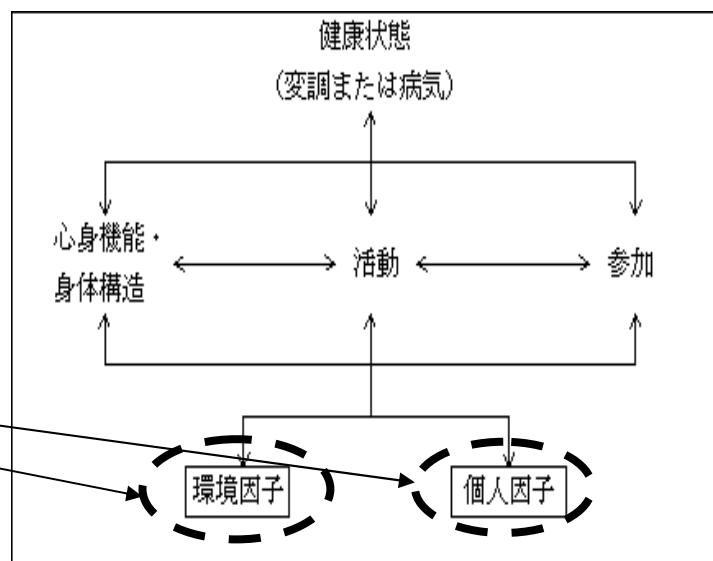 健康状態
(変調または病気)
心身機能・
身体構造
活動
参加
環境因子
個人因子